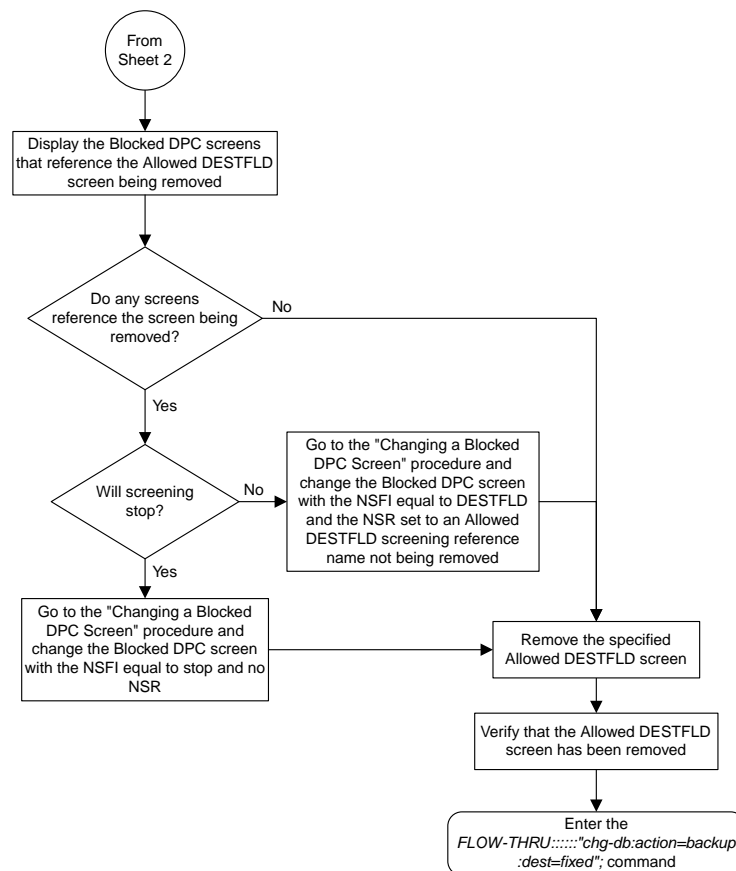 From
Sheet 2
Display the Blocked DPC screens
that reference the Allowed DESTFLD
screen being removed
Do any screens
reference the screen being
removed?
No
Yes
Will screening
stop?
No
Go to the "Changing a Blocked
DPC Screen" procedure and
change the Blocked DPC screen
with the NSFI equal to DESTFLD
and the NSR set to an Allowed
DESTFLD screening reference
name not being removed
Yes
Go to the "Changing a Blocked
DPC Screen" procedure and
change the Blocked DPC screen
with the NSFI equal to stop and no
NSR
Remove the specified
Allowed DESTFLD screen
Verify that the Allowed DESTFLD
screen has been removed
Enter the
FLOW-THRU::::::"chg-db:action=backup
:dest=fixed"; command